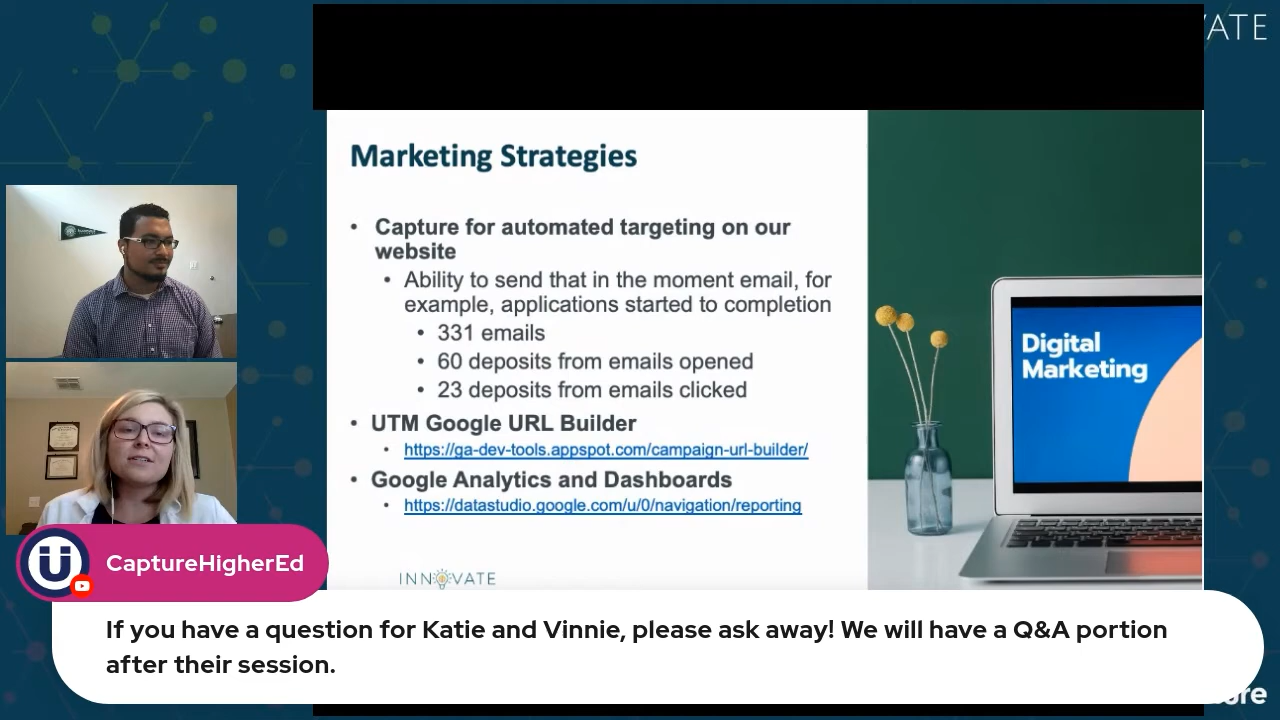 VATE
Marketing Strategies
• Capture for automated targeting on our
website
• Ability to send that in the moment email, for
example, applications started to completion
• 331 emails
• 60 deposits from emails opened
• 23 deposits from emails clicked
• UTM Google URL Builder
• https://ga-dev-tools.appspot.com/campaign-url-builder/
• Google Analytics and Dashboards
• https://datastudio.google.com/u/0/navigation/reporting
Digital
Marketing
INNOVATE
CaptureHigherEd
If you have a question for Katie and Vinnie, please ask away! We will have a Q&A portion
after their session.